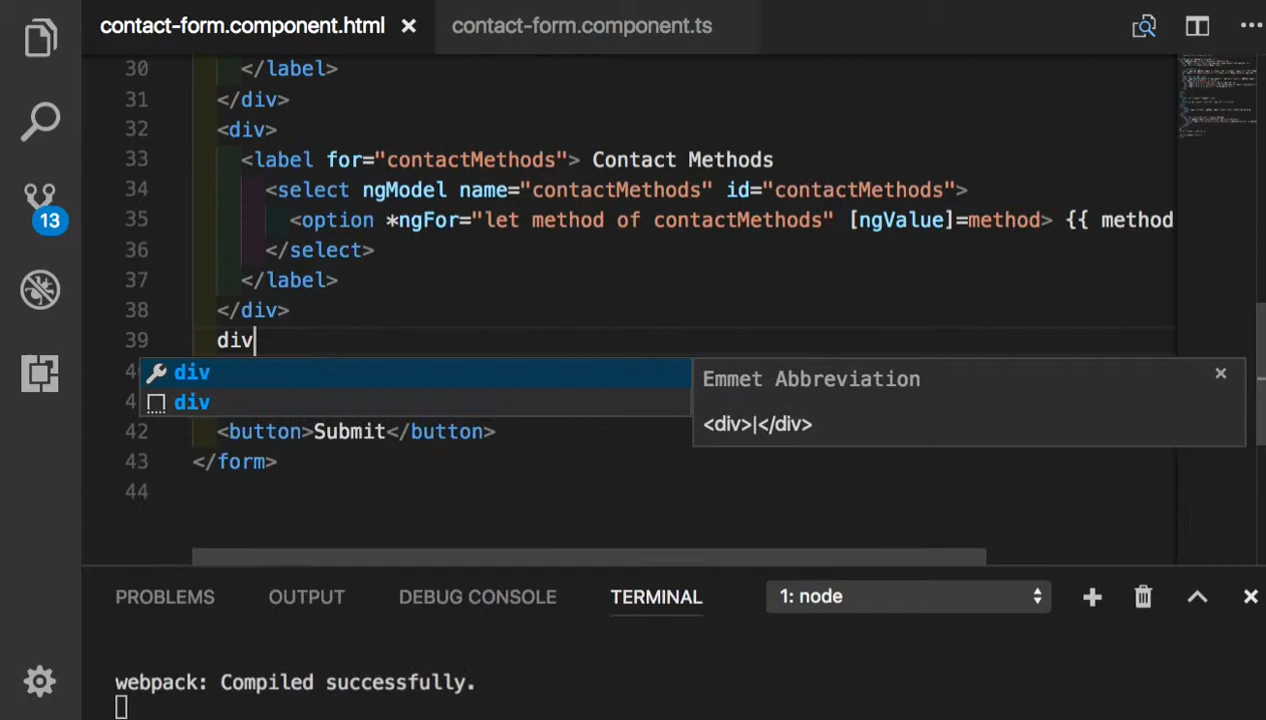 contact-form.component.html × contact-form.component.ts
30 </label>
31 </div>
32 <div>
33 <label for="contactMethods"> Contact Methods
34 <select ngModel name="contactMethods" id="contactMethods">
35 <option *ngFor="let method of contactMethods" [ngValue]=method> {{ method
36 </select>
37 </label>
13
38 </div>
39 div
4 div
Emmet Abbreviation ×
4 div
<div>|</div>
42 <button>Submit</button>
43 </form>
44
PROBLEMS OUTPUT DEBUG CONSOLE TERMINAL 1: node
webpack: Compiled successfully.